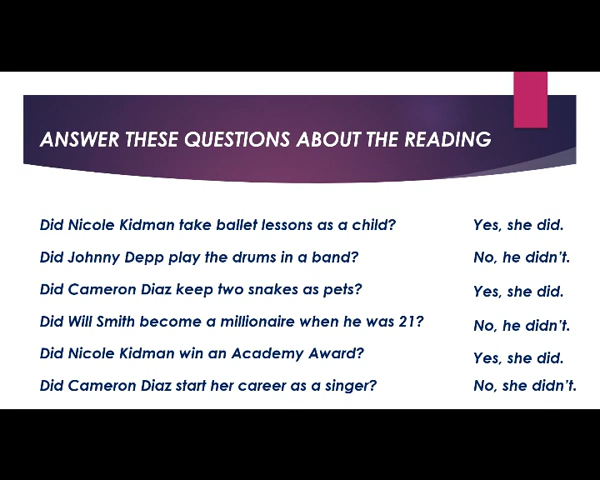 ANSWER THESE QUESTIONS ABOUT THE READING
Did Nicole Kidman take ballet lessons as a child? Yes, she did.
Did Johnny Depp play the drums in a band? No, he didn't.
Did Cameron Diaz keep two snakes as pets? Yes, she did.
Did Will Smith become a millionaire when he was 21? No, he didn't.
Did Nicole Kidman win an Academy Award? Yes, she did.
Did Cameron Diaz start her career as a singer? No, she didn't.